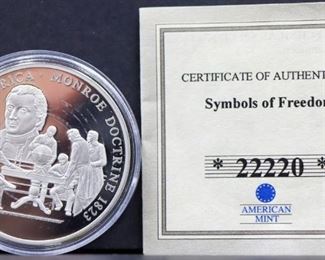 RICA · MONROE DOCTRINE 1823
CERTIFICATE OF AUTHENT
Symbols of Freedom
* 22220 *
AMERICAN
MINT